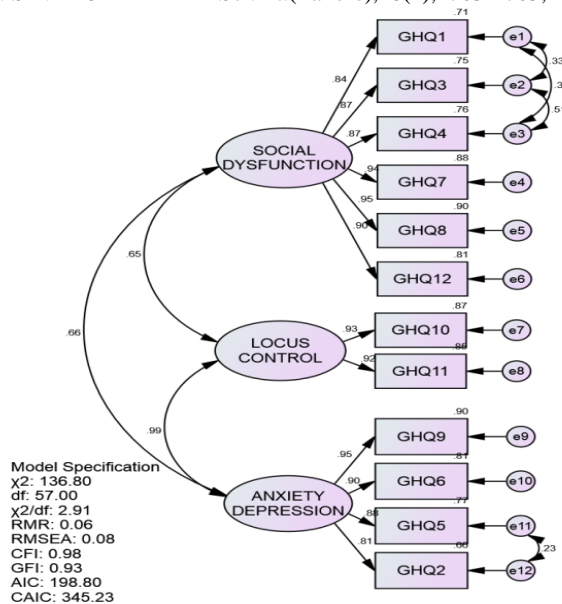 .71
GHQ1
e1
.84
.33
.75
GHQ3
e2
.87
.3
.76
GHQ4
e3
.87
.51
SOCIAL
DYSFUNCTION
.88
GHQ7
e4
.94
.90
GHQ8
e5
.95
.81
GHQ12
e6
.90
.65
.66
.87
GHQ10
e7
.93
LOCUS
CONTROL
GHQ11
e8
.92
.99
.90
GHQ9
e9
.95
.81
GHQ6
e10
.90
ANXIETY
DEPRESSION
.77
GHQ5
e11
.88
.23
.66
GHQ2
e12
.81
Model Specification
χ2: 136.80
df: 57.00
χ2/df: 2.91
RMR: 0.06
RMSEA: 0.08
CFI: 0.98
GFI: 0.93
AIC: 198.80
CAIC: 345.23